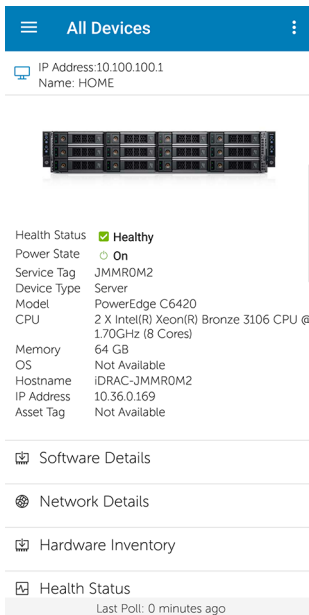 All Devices
IP Address:10.100.100.1
Name: HOME
Health Status Healthy
Power State On
Service Tag JMMR0M2
Device Type Server
Model PowerEdge C6420
CPU 2 X Intel(R) Xeon(R) Bronze 3106 CPU @
1.70GHz (8 Cores)
Memory 64 GB
OS Not Available
Hostname iDRAC-JMMR0M2
IP Address 10.36.0.169
Asset Tag Not Available
Software Details
Network Details
Hardware Inventory
Health Status
Last Poll: 0 minutes ago